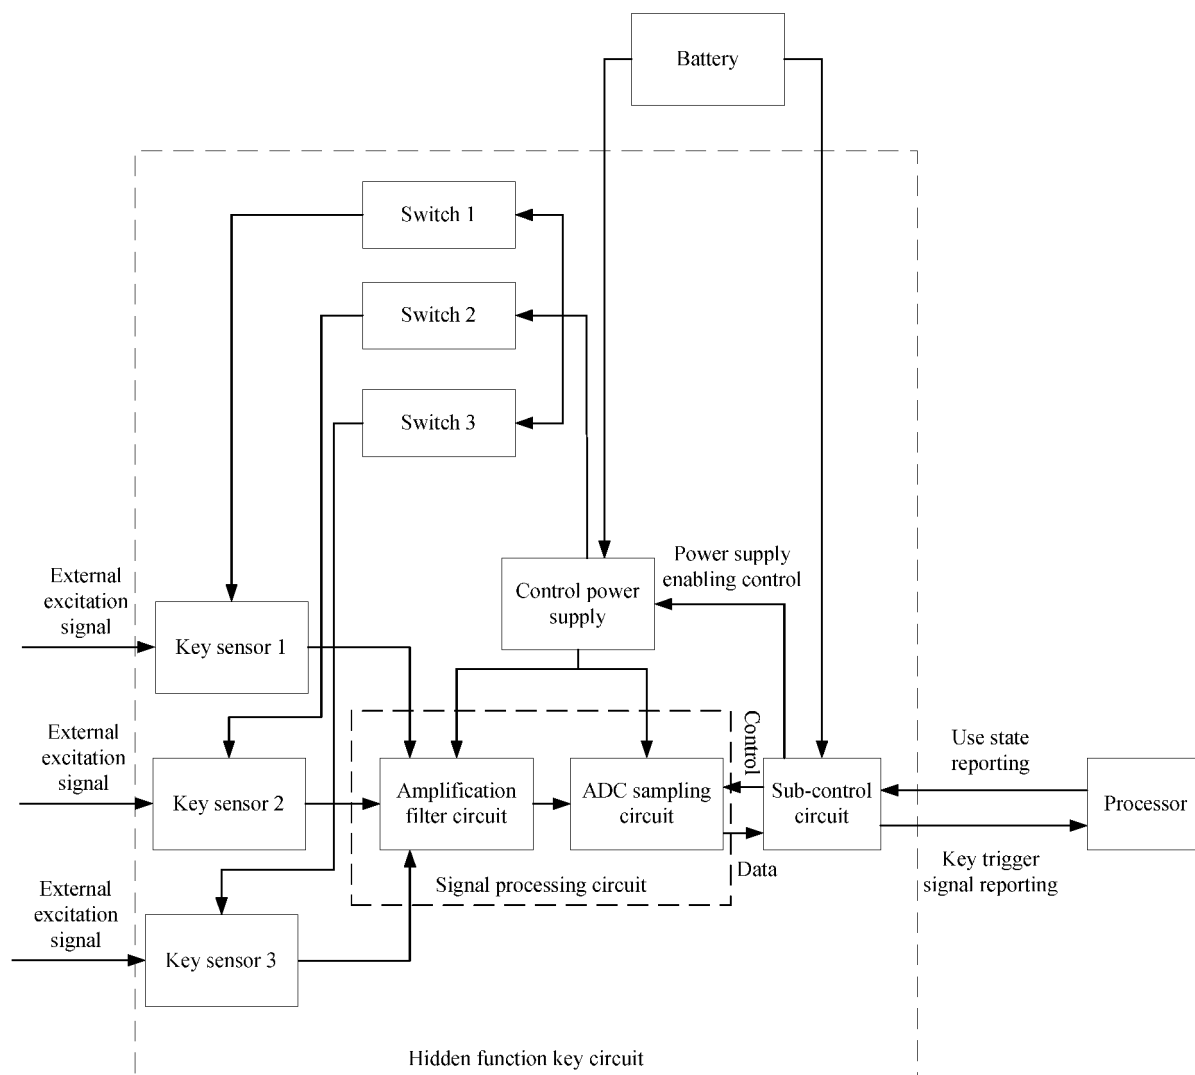 Battery
Switch 1
Switch 2
Switch 3
Power supply
enabling control
Control power
supply
External
excitation
signal
Key sensor 1
External
excitation
signal
Key sensor 2
Amplification
filter circuit
ADC sampling
circuit
Control
Sub-control
circuit
Use state
reporting
Processor
Data
Key trigger
signal reporting
Signal processing circuit
External
excitation
signal
Key sensor 3
Hidden function key circuit